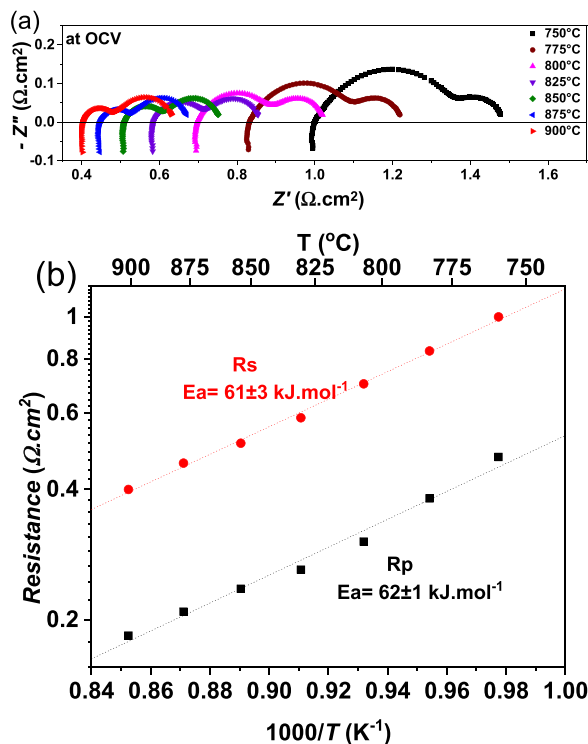 (a)
at OCV
750°C
775°C
800°C
825°C
850°C
875°C
900°C
0.2
0.1
0.0
-0.1
- Z″ (Ω.cm²)
0.4 0.6 0.8 1.0 1.2 1.4 1.6
Z′ (Ω.cm²)
T (°C)
(b)
900 875 850 825 800 775 750
1
0.8
0.6
0.4
0.2
Resistance (Ω.cm²)
Rs
Ea= 61±3 kJ.mol⁻¹
Rp
Ea= 62±1 kJ.mol⁻¹
0.84 0.86 0.88 0.90 0.92 0.94 0.96 0.98 1.00
1000/T (K⁻¹)